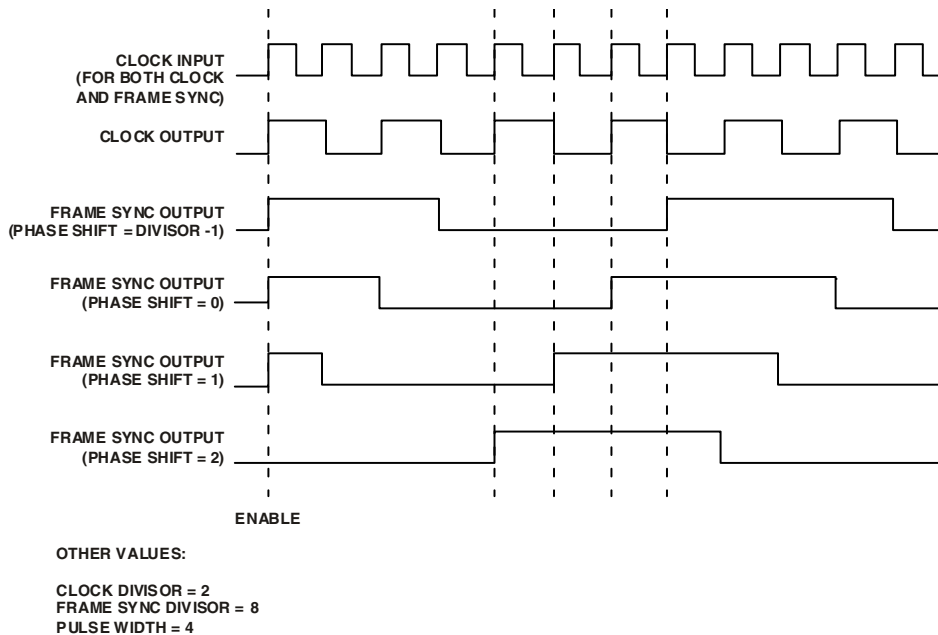 CLOCK INPUT
(FOR BOTH CLOCK
AND FRAME SYNC)
CLOCK OUTPUT
FRAME SYNC OUTPUT
(PHASE SHIFT = DIVISOR -1)
FRAME SYNC OUTPUT
(PHASE SHIFT = 0)
FRAME SYNC OUTPUT
(PHASE SHIFT = 1)
FRAME SYNC OUTPUT
(PHASE SHIFT = 2)
ENABLE
OTHER VALUES:
CLOCK DIVISOR = 2
FRAME SYNC DIVISOR = 8
PULSE WIDTH = 4